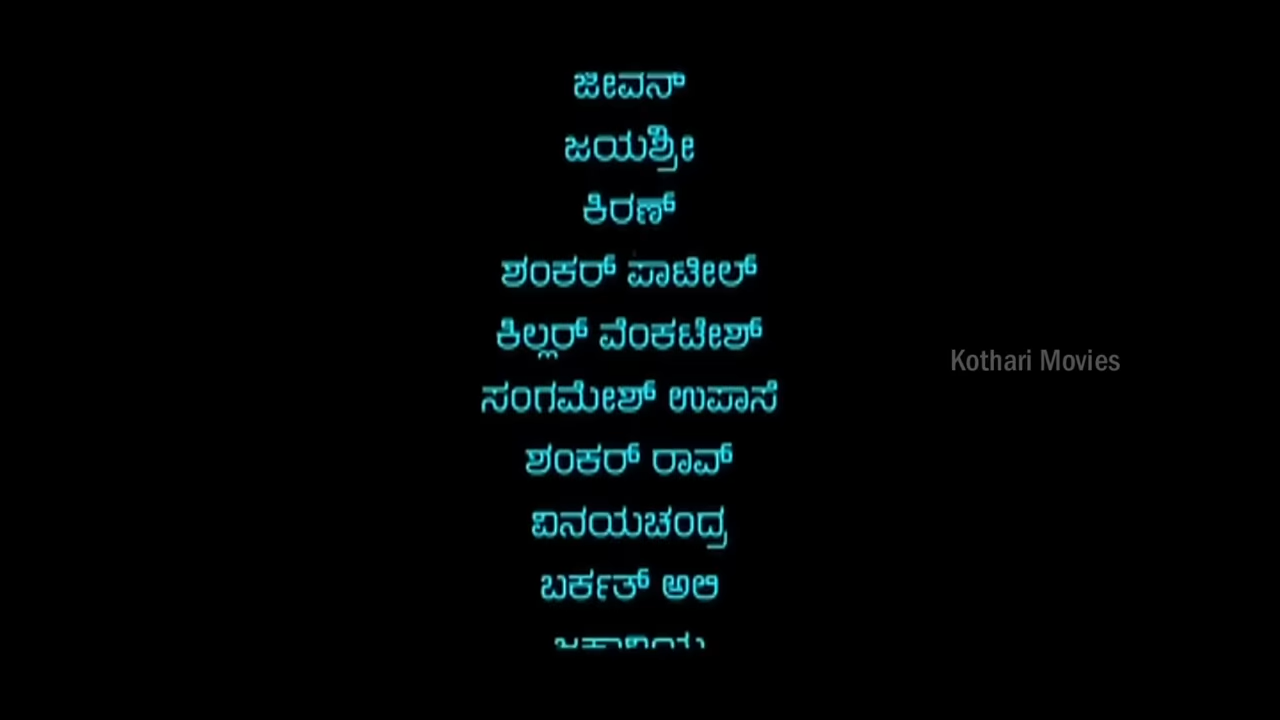 ಜೀವನ್
ಜಯಶ್ರೀ
ಕಿರಣ್
ಶಂಕರ್ ಪಾಟೀಲ್
ಕಿಲ್ಲರ್ ವೆಂಕಟೇಶ್
ಸಂಗಮೇಶ್ ಉಪಾಸೆ
ಶಂಕರ್ ರಾವ್
ವಿನಯಚಂದ್ರ
ಬರ್ಕತ್ ಅಲಿ
Kothari Movies